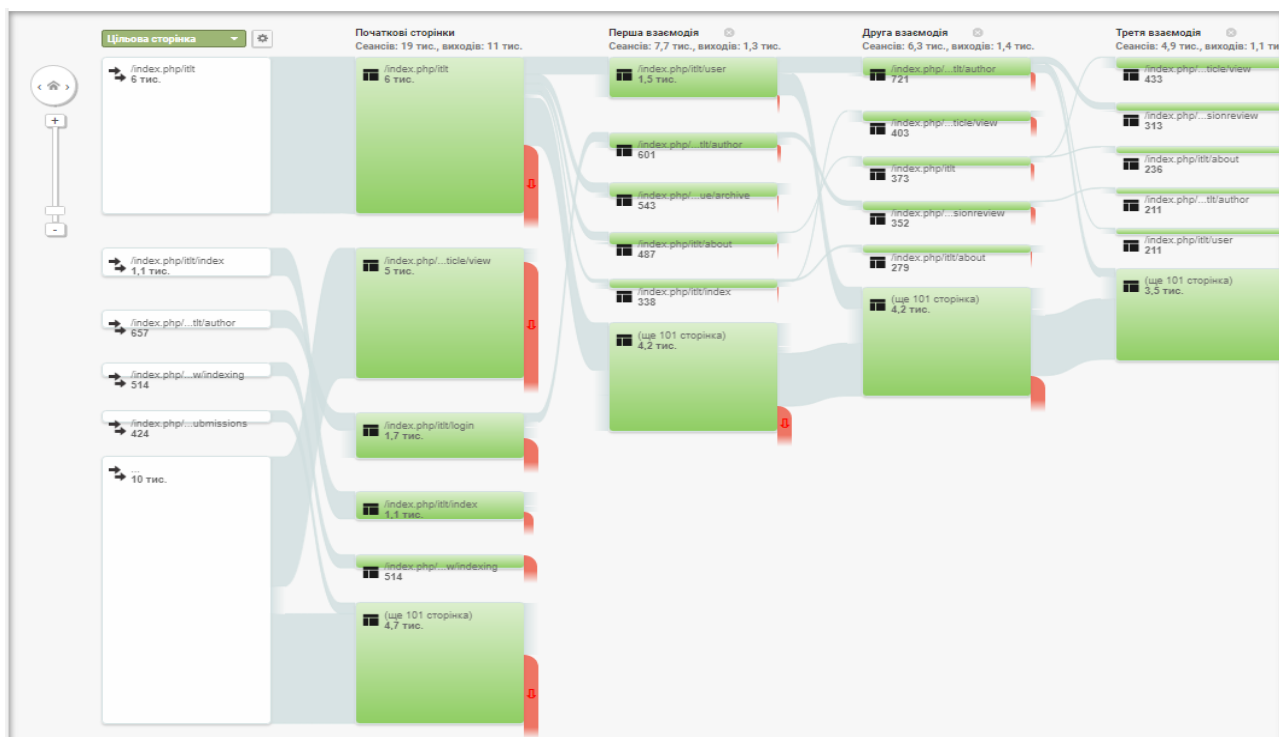 Цільова сторінка
/index.php/itlt
6 тис.
/index.php/itlt/index
1,1 тис.
/index.php/...tlt/author
657
/index.php/...w/indexing
514
/index.php/...ubmissions
424
...
10 тис.
Початкові сторінки
Сеансів: 19 тис., виходів: 11 тис.
/index.php/itlt
6 тис.
/index.php/...ticle/view
5 тис.
/index.php/itlt/login
1,7 тис.
/index.php/itlt/index
1,1 тис.
/index.php/...w/indexing
514
(ще 101 сторінка)
4,7 тис.
Перша взаємодія
Сеансів: 7,7 тис., виходів: 1,3 тис.
/index.php/itlt/user
1,5 тис.
/index.php/...tlt/author
601
/index.php/...ue/archive
543
/index.php/itlt/about
487
/index.php/itlt/index
338
(ще 101 сторінка)
4,2 тис.
Друга взаємодія
Сеансів: 6,3 тис., виходів: 1,4 тис.
/index.php/...tlt/author
721
/index.php/...ticle/view
403
/index.php/itlt
373
/index.php/...sionreview
352
/index.php/itlt/about
279
(ще 101 сторінка)
4,2 тис.
Третя взаємодія
Сеансів: 4,9 тис., виходів: 1,1 ти
/index.php/...ticle/view
433
/index.php/...sionreview
313
/index.php/itlt/about
236
/index.php/...tlt/author
211
/index.php/itlt/user
211
(ще 101 сторінка)
3,5 тис.